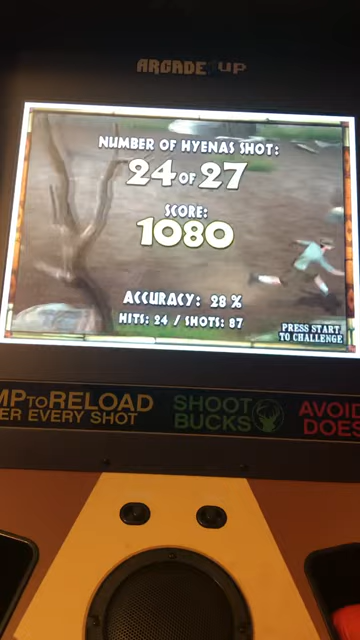 ARCADE1UP
NUMBER OF HYENAS SHOT:
24 OF 27
SCORE:
1080
ACCURACY: 28 %
HITS: 24 / SHOTS: 87
PRESS START
TO CHALLENGE
MP TO RELOAD
ER EVERY SHOT
SHOOT
BUCKS
AVOID
DOES